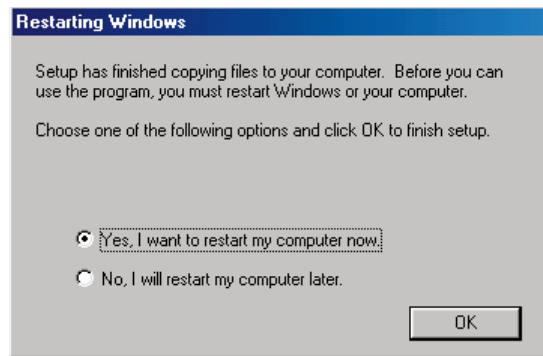 Restarting Windows
Setup has finished copying files to your computer. Before you can
use the program, you must restart Windows or your computer.
Choose one of the following options and click OK to finish setup.
Yes, I want to restart my computer now.
No, I will restart my computer later.
OK